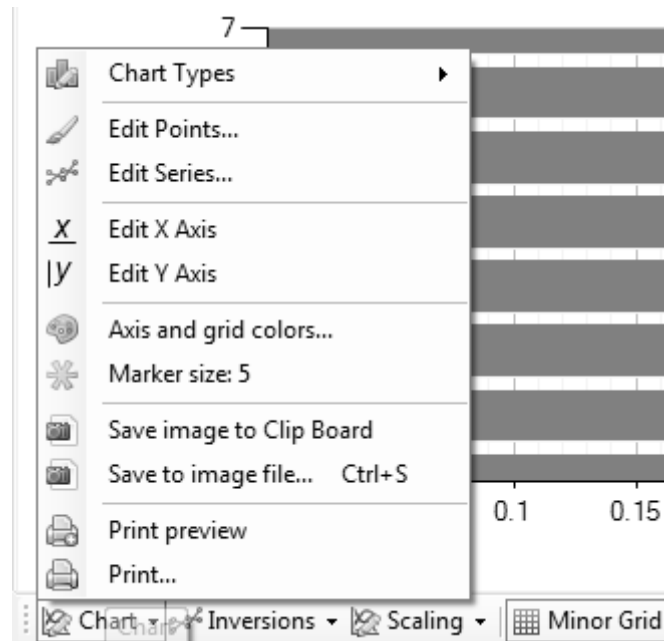 7
Chart Types
Edit Points...
Edit Series...
x Edit X Axis
|y Edit Y Axis
Axis and grid colors...
Marker size: 5
Save image to Clip Board
Save to image file... Ctrl+S
Print preview
Print...
0.1 0.15
Chart Inversions Scaling Minor Grid
Chart